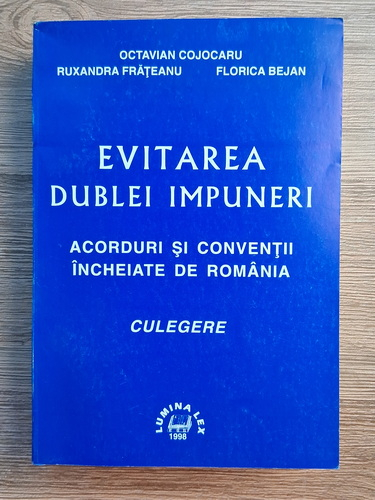 OCTAVIAN COJOCARU
RUXANDRA FRĂŢEANU FLORICA BEJAN
EVITAREA
DUBLEI IMPUNERI
ACORDURI ŞI CONVENŢII
ÎNCHEIATE DE ROMÂNIA
CULEGERE
LUMINA LEX
1998